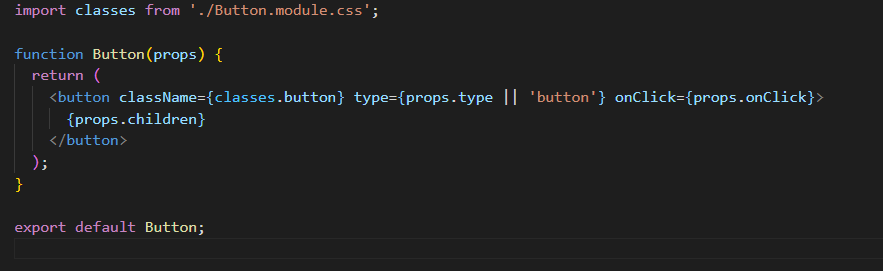 import classes from './Button.module.css';
function Button(props) {
return (
<button className={classes.button} type={props.type || 'button'} onClick={props.onClick}>
{props.children}
</button>
);
}
export default Button;